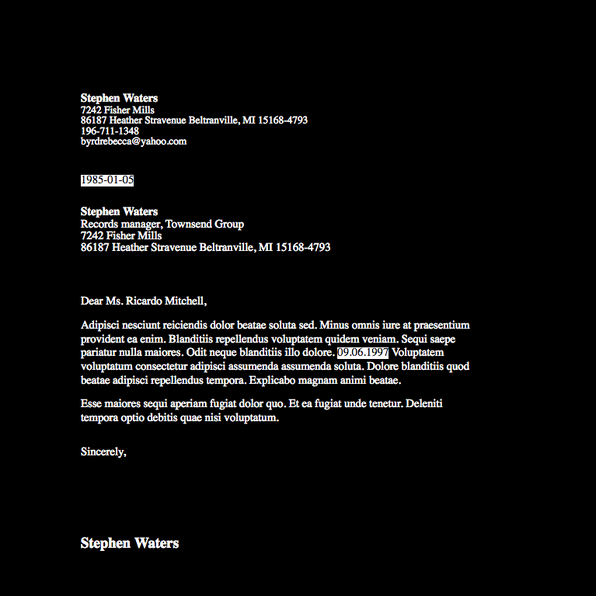 Stephen Waters
7242 Fisher Mills
86187 Heather Stravenue Beltranville, MI 15168-4793
196-711-1348
byrdrebecca@yahoo.com
1985-01-05
Stephen Waters
Records manager, Townsend Group
7242 Fisher Mills
86187 Heather Stravenue Beltranville, MI 15168-4793
Dear Ms. Ricardo Mitchell,
Adipisci nesciunt reiciendis dolor beatae soluta sed. Minus omnis iure at praesentium
provident ea enim. Blanditiis repellendus voluptatem quidem veniam. Sequi saepe
pariatur nulla maiores. Odit neque blanditiis illo dolore. 09.06.1997 Voluptatem
voluptatum consectetur adipisci assumenda assumenda soluta. Dolore blanditiis quod
beatae adipisci repellendus tempora. Explicabo magnam animi beatae.
Esse maiores sequi aperiam fugiat dolor quo. Et ea fugiat unde tenetur. Deleniti
tempora optio debitis quae nisi voluptatum.
Sincerely,
Stephen Waters